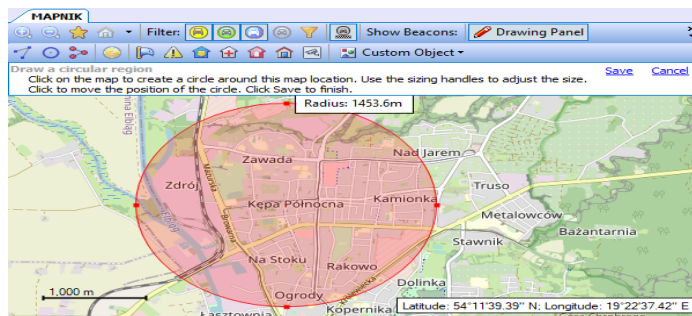 MAPNIK
Filter:
Show Beacons:
Drawing Panel
Custom Object
Draw a circular region
Save
Cancel
Click on the map to create a circle around this map location. Use the sizing handles to adjust the size.
Click to move the position of the circle. Click Save to finish.
Radius: 1453.6m
Zawada
Nad Jarem
Zdrój
Truso
Mazurska
Kępa Północna
Kamionka
Metalowców
Browarna
Elbląg
Bażantarnia
Stawnik
Na Stoku
Rakowo
Dolinka
1,000 m
Ogrody
Królewiecka
Kopernika
Latitude: 54°11'39.39" N; Longitude: 19°22'37.42" E